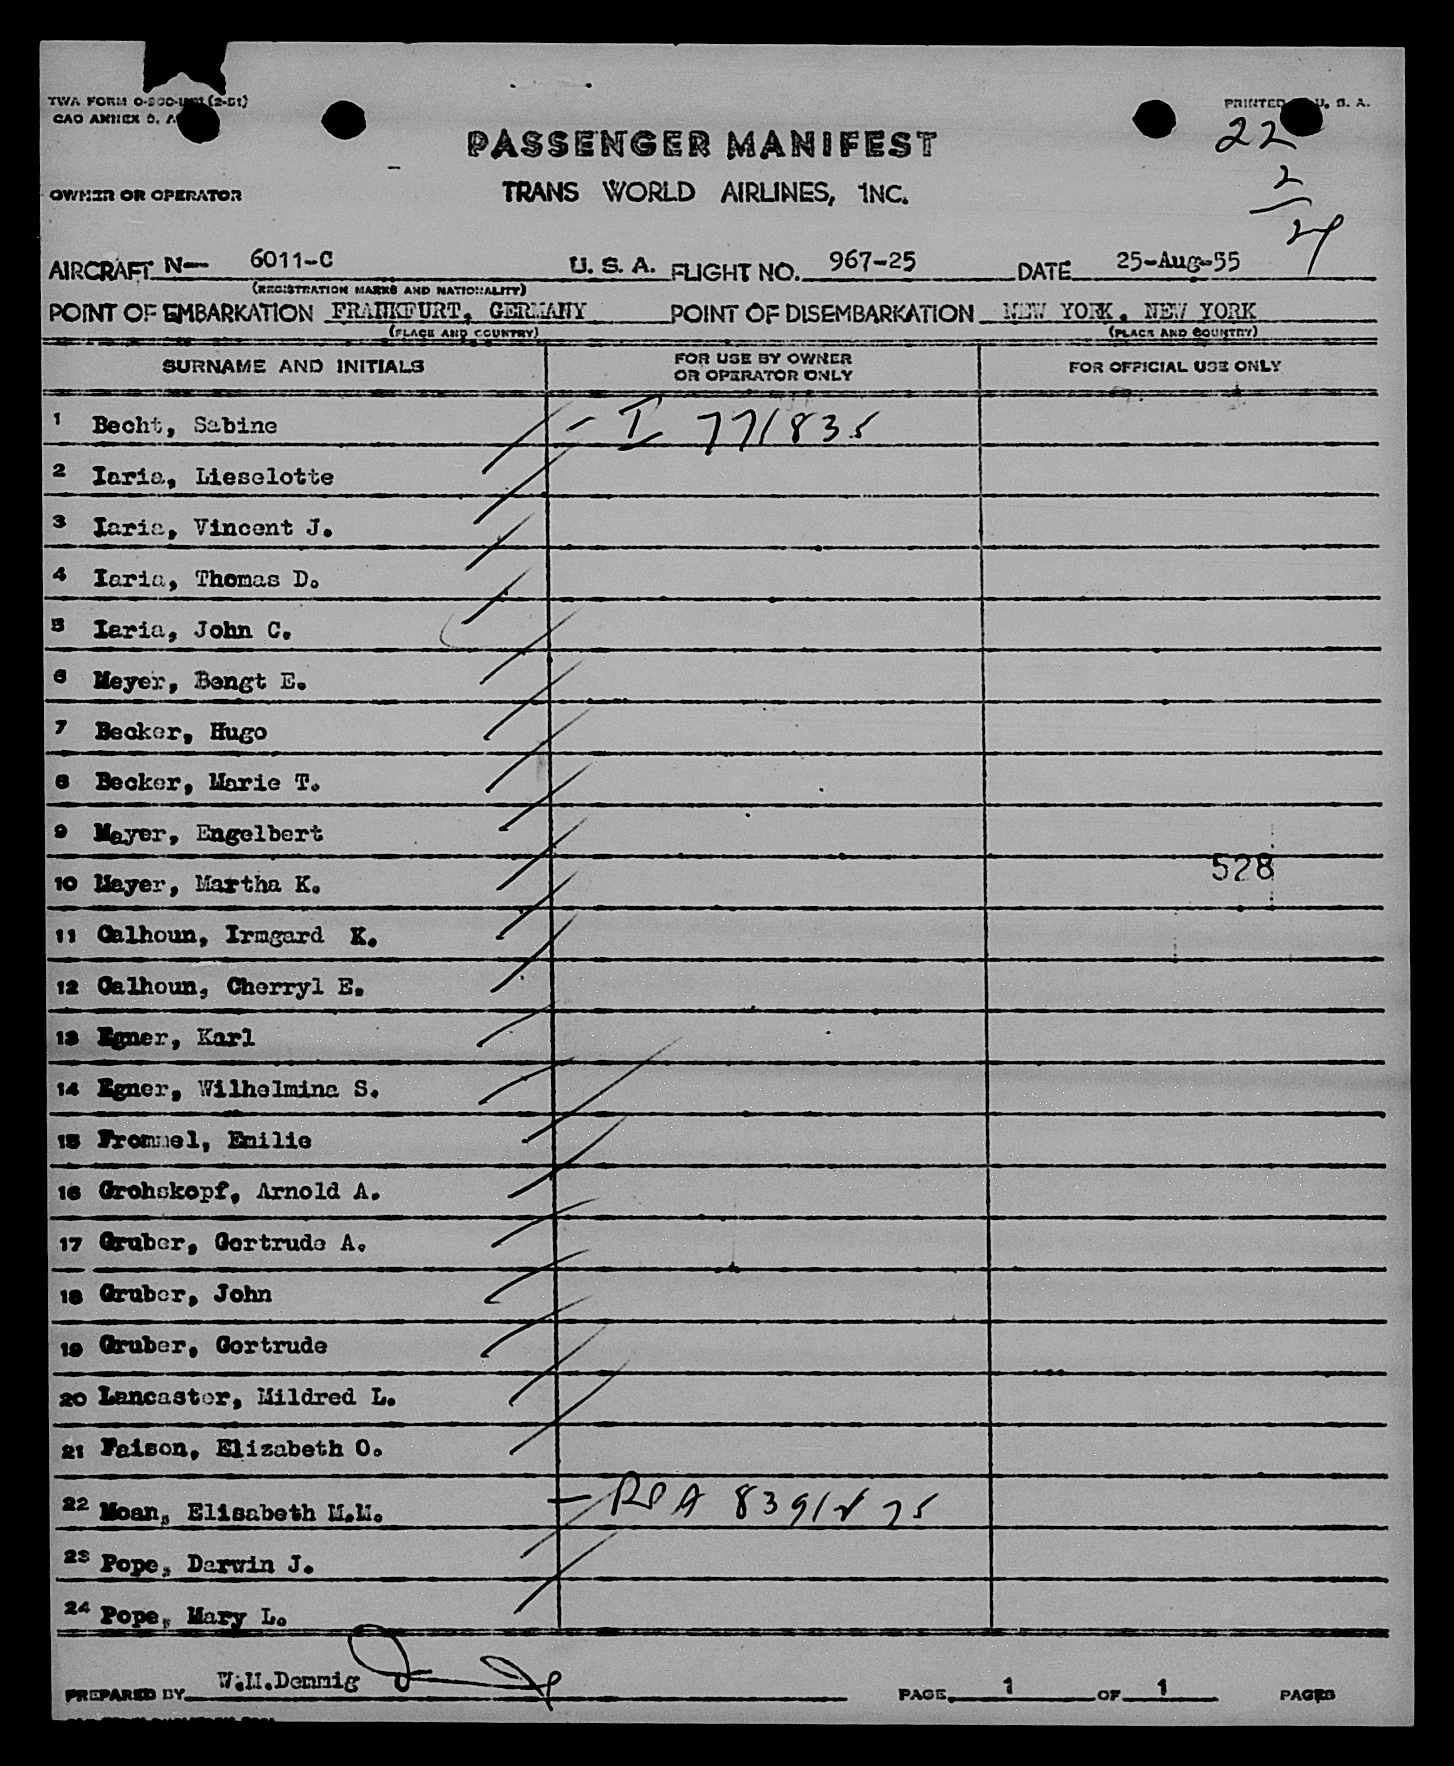 TWA FORM
CAO ANNEX 9,
PRINTED U. S. A.
PASSENGER MANIFEST
22
2
24
OWNER OR OPERATOR
TRANS WORLD AIRLINES, INC.
AIRCRAFT N— 6011-C U. S. A. FLIGHT NO. 967-25 DATE 25-Aug-55
(REGISTRATION MARKS AND NATIONALITY)
POINT OF EMBARKATION FRANKFURT, GERMANY POINT OF DISEMBARKATION NEW YORK, NEW YORK
(PLACE AND COUNTRY) (PLACE AND COUNTRY)
SURNAME AND INITIALS FOR USE BY OWNER OR OPERATOR ONLY FOR OFFICIAL USE ONLY
1 Becht, Sabine - I 771835
2 Iaria, Lieselotte
3 Iaria, Vincent J.
4 Iaria, Thomas D.
5 Iaria, John C.
6 Meyer, Bengt E.
7 Becker, Hugo
8 Becker, Marie T.
9 Mayer, Engelbert
528
10 Mayer, Martha K.
11 Calhoun, Irmgard K.
12 Calhoun, Cherryl E.
13 Egner, Karl
14 Egner, Wilhelmina S.
15 Frommel, Emilie
16 Grohskopf, Arnold A.
17 Gruber, Gertrude A.
18 Gruber, John
19 Gruber, Gertrude
20 Lancaster, Mildred L.
21 Faison, Elizabeth O.
22 Moan, Elisabeth M.M. -
23 Pope, Darwin J.
24 Pope, Mary L.
PREPARED BY W.M.Demmig PAGE 1 OF 1 PAGES